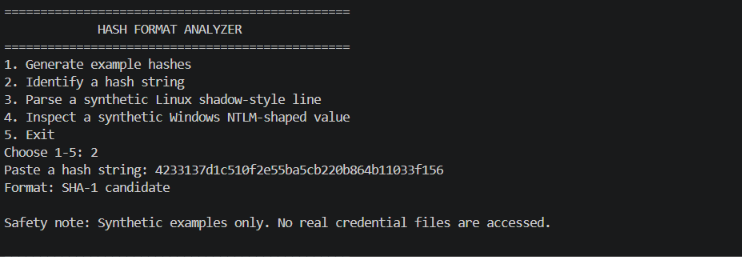 ================================================
HASH FORMAT ANALYZER
================================================
1. Generate example hashes
2. Identify a hash string
3. Parse a synthetic Linux shadow-style line
4. Inspect a synthetic Windows NTLM-shaped value
5. Exit
Choose 1-5: 2
Paste a hash string: 4233137d1c510f2e55ba5cb220b864b11033f156
Format: SHA-1 candidate
Safety note: Synthetic examples only. No real credential files are accessed.